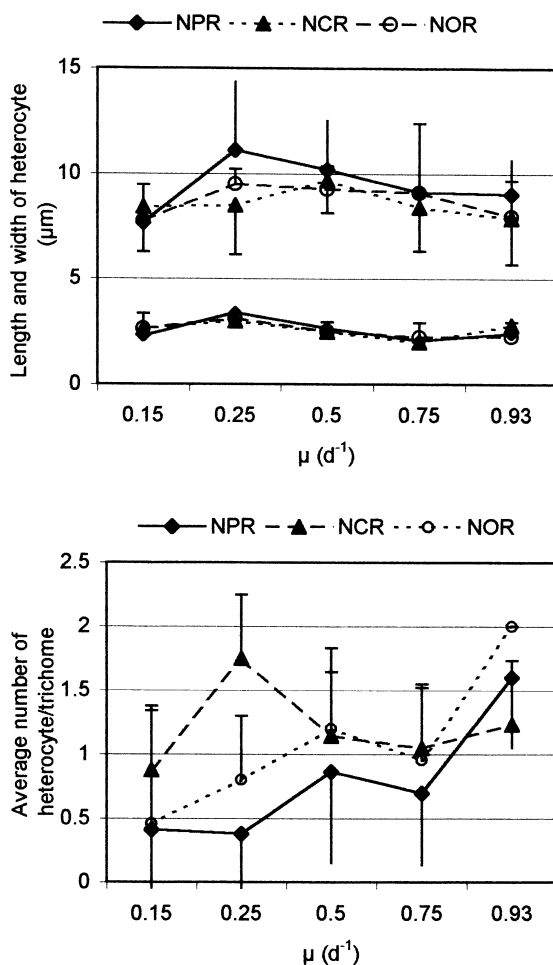 NPR NCR NOR
15
10
5
0
Length and width of heterocyte
(µm)
0.15 0.25 0.5 0.75 0.93
µ (d⁻¹)
NPR NCR NOR
2.5
2
1.5
1
0.5
0
Average number of
heterocyte/trichome
0.15 0.25 0.5 0.75 0.93
µ (d⁻¹)